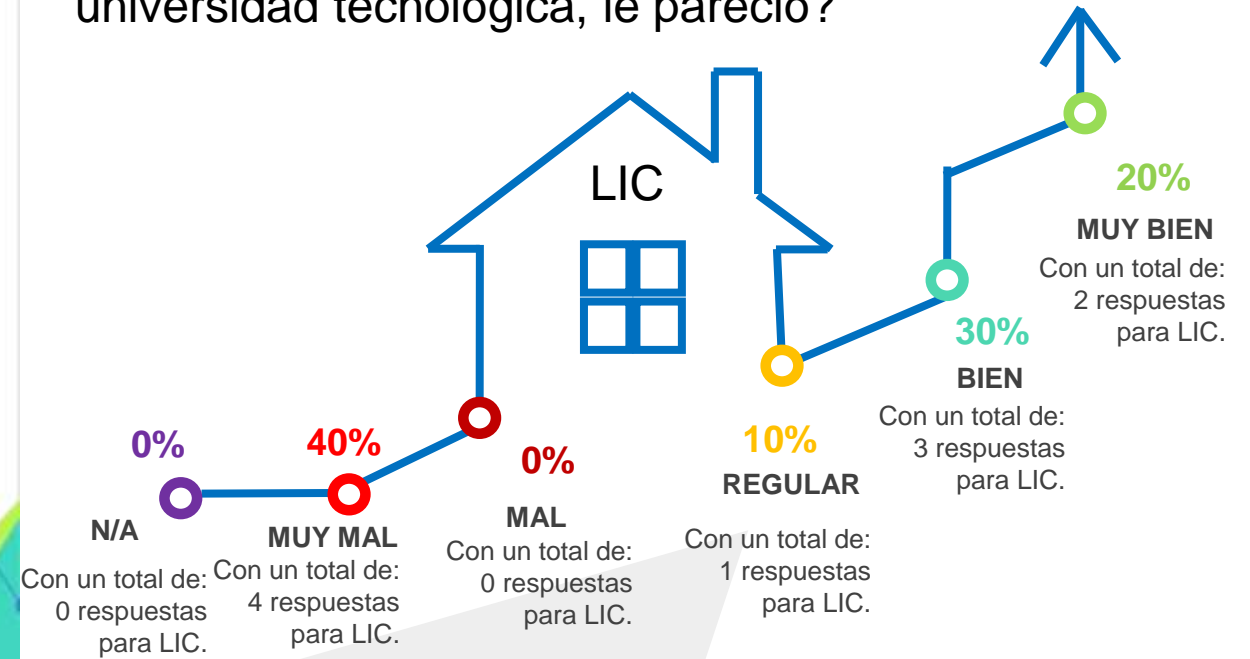 universidad tecnológica, le pareció?
LIC
0%
N/A
Con un total de:
0 respuestas
para LIC.
40%
MUY MAL
Con un total de:
4 respuestas
para LIC.
0%
MAL
Con un total de:
0 respuestas
para LIC.
10%
REGULAR
Con un total de:
1 respuestas
para LIC.
30%
BIEN
Con un total de:
3 respuestas
para LIC.
20%
MUY BIEN
Con un total de:
2 respuestas
para LIC.